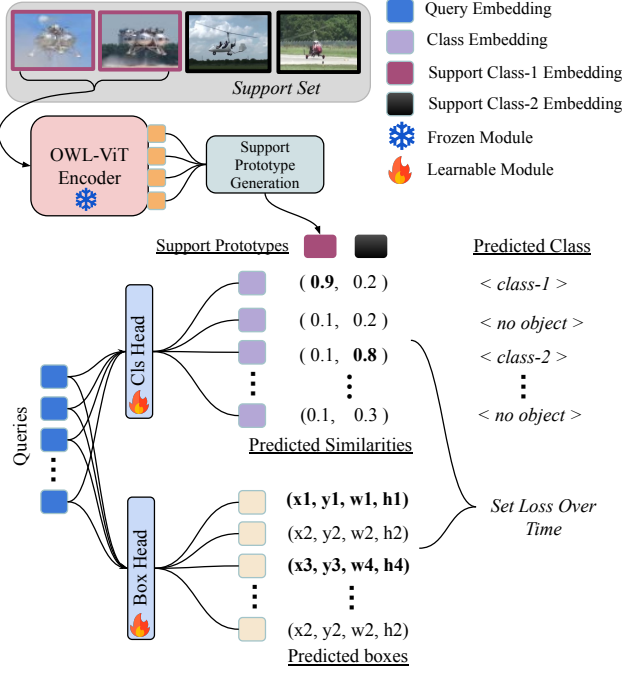 Support Set
Query Embedding
Class Embedding
Support Class-1 Embedding
Support Class-2 Embedding
Frozen Module
Learnable Module
OWL-ViT
Encoder
Support
Prototype
Generation
Support Prototypes
Predicted Class
Queries
Cls Head
( 0.9, 0.2 )
< class-1 >
(0.1, 0.2 )
< no object >
( 0.1, 0.8 )
< class-2 >
(0.1, 0.3 )
< no object >
Predicted Similarities
Box Head
(x1, y1, w1, h1)
(x2, y2, w2, h2)
(x3, y3, w4, h4)
(x2, y2, w2, h2)
Predicted boxes
Set Loss Over
Time